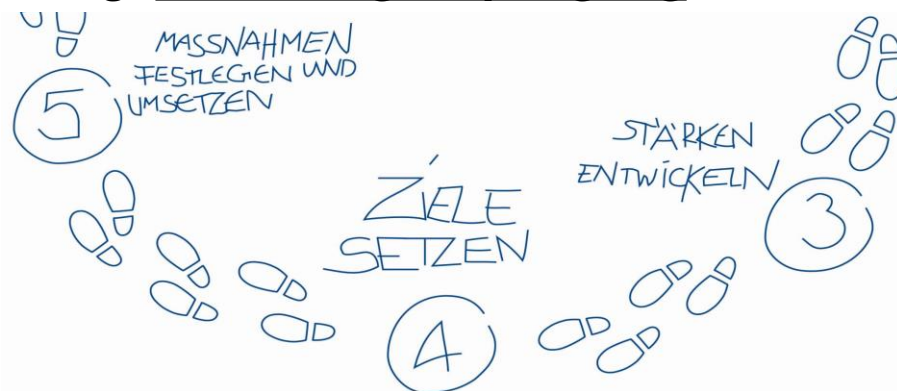 MASSNAHMEN
FESTLEGEN UND
UMSETZEN
5
STÄRKEN
ENTWICKELN
3
ZIELE
SETZEN
4